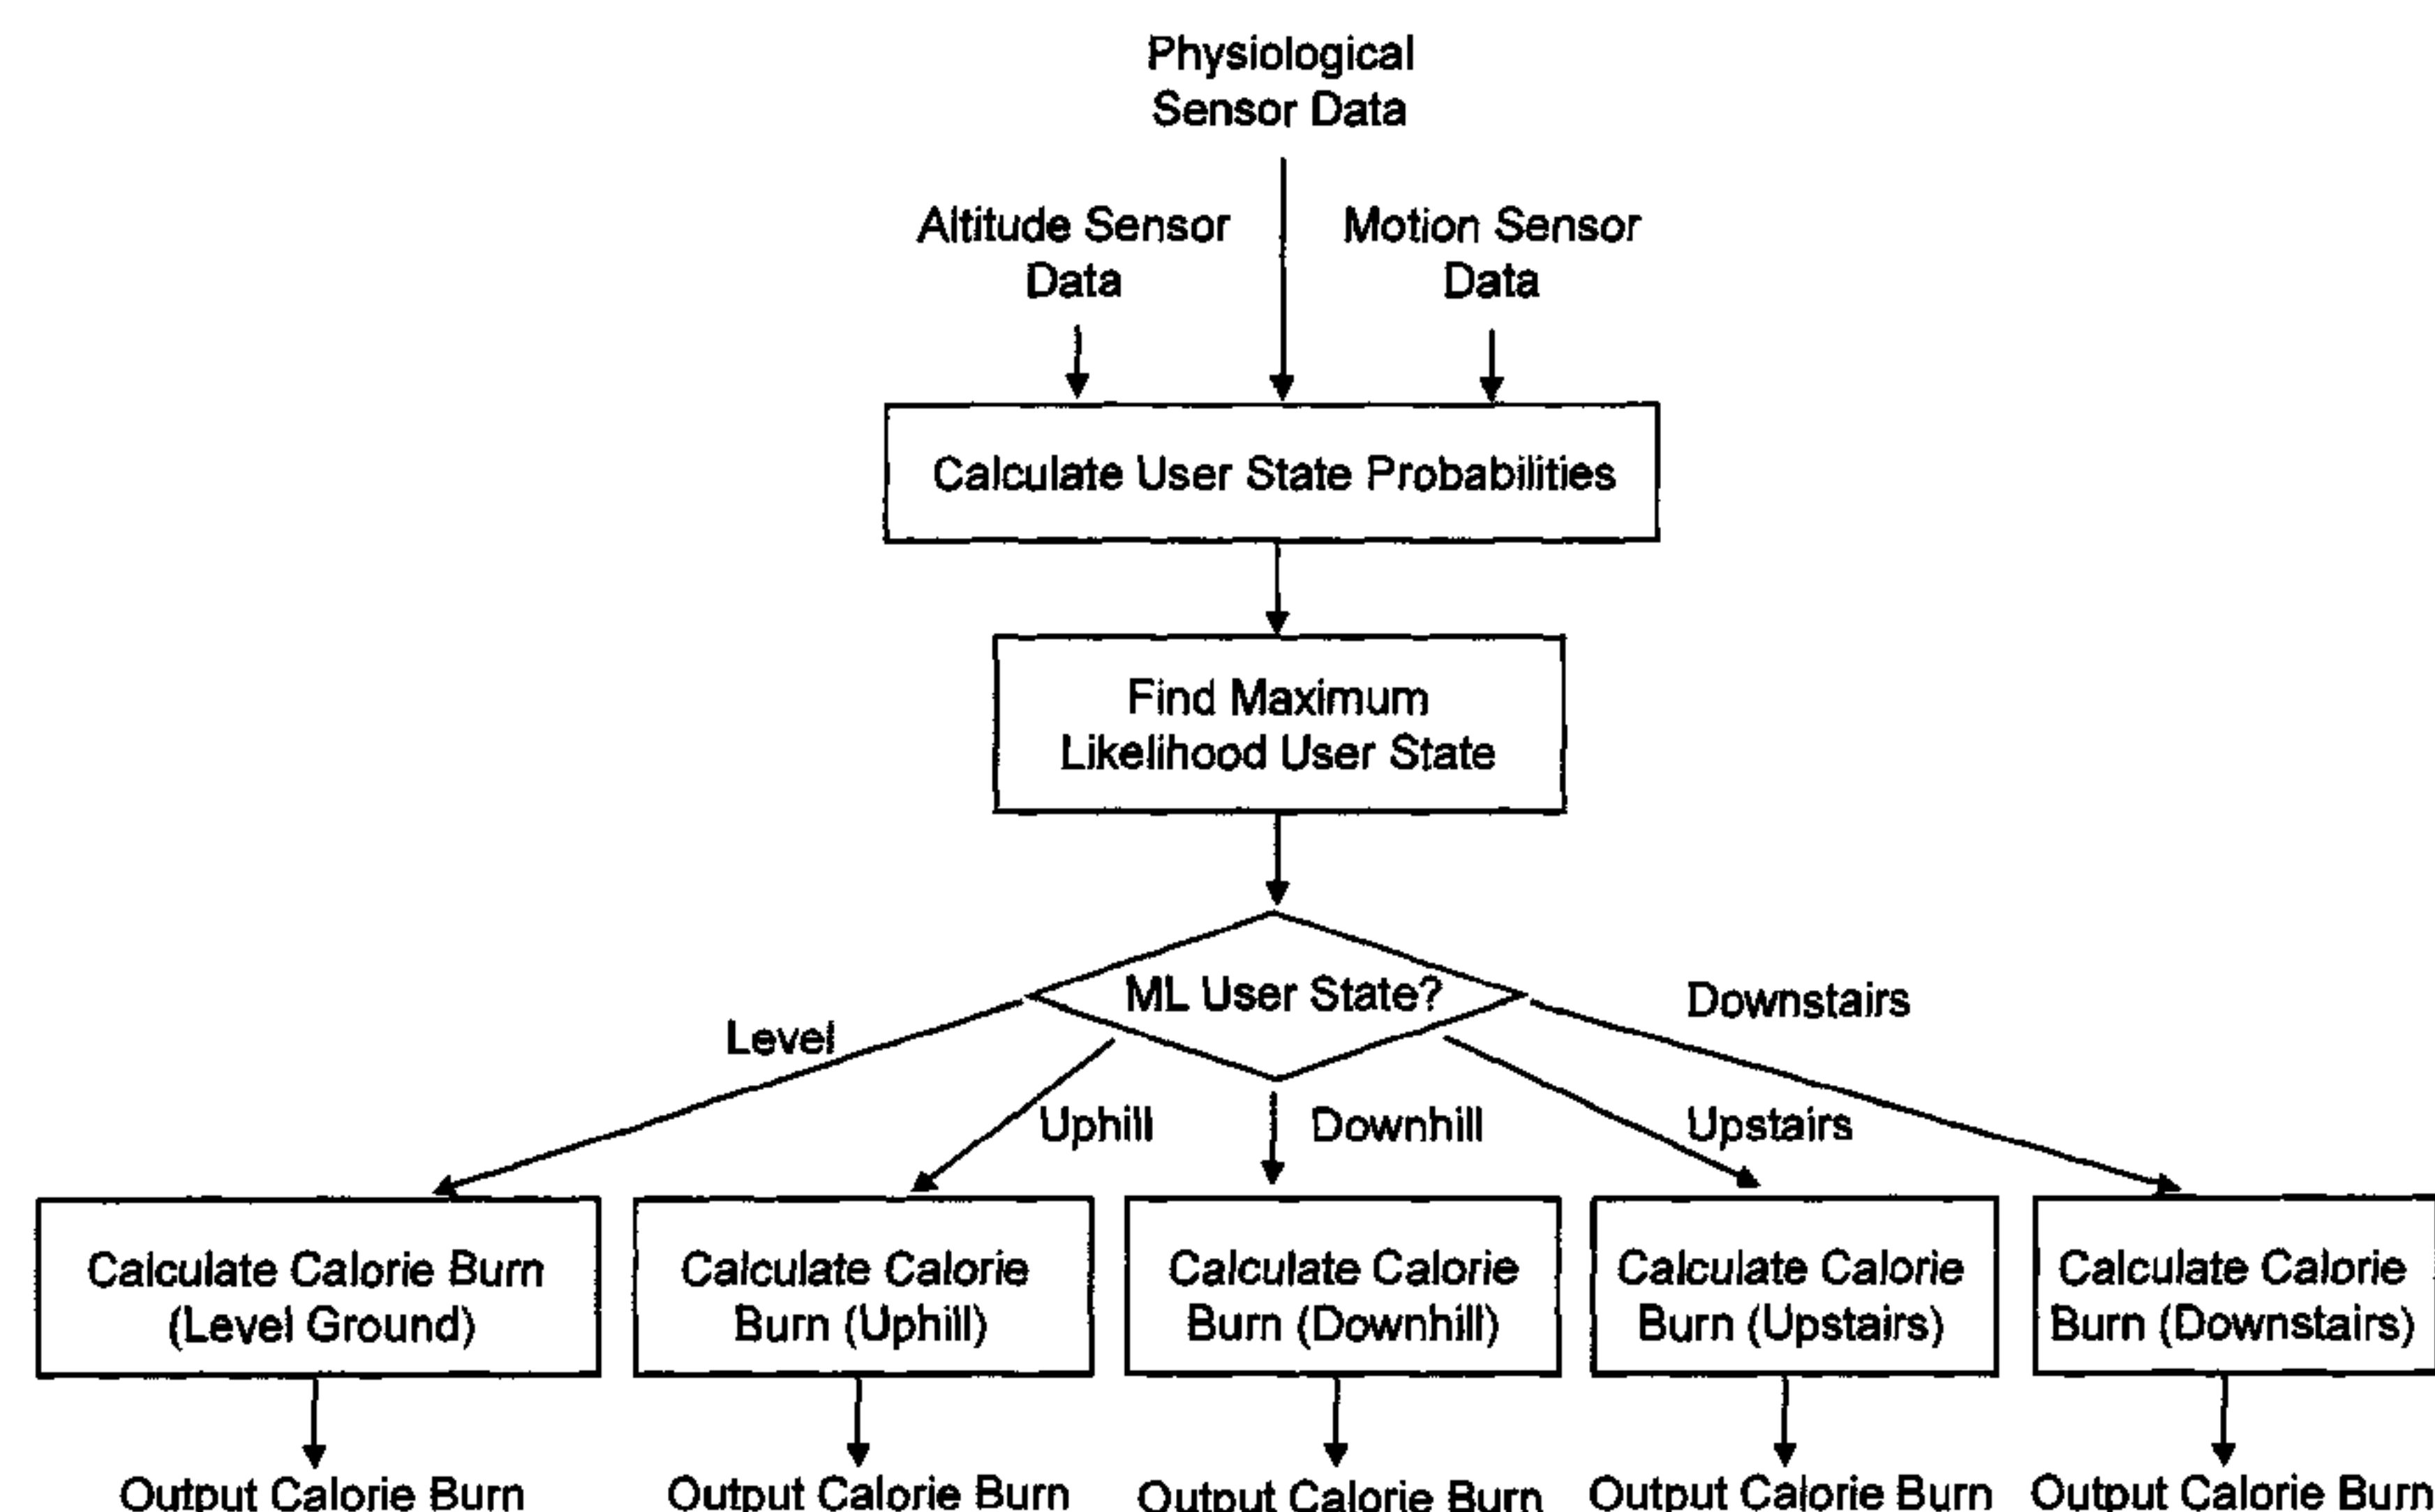 Physiological
Sensor Data
Altitude Sensor
Data
Motion Sensor
Data
Calculate User State Probabilities
Find Maximum
Likelihood User State
ML User State?
Level
Uphill
Downhill
Upstairs
Downstairs
Calculate Calorie Burn
(Level Ground)
Calculate Calorie
Burn (Uphill)
Calculate Calorie
Burn (Downhill)
Calculate Calorie
Burn (Upstairs)
Calculate Calorie
Burn (Downstairs)
Output Calorie Burn
Output Calorie Burn
Output Calorie Burn
Output Calorie Burn
Output Calorie Burn